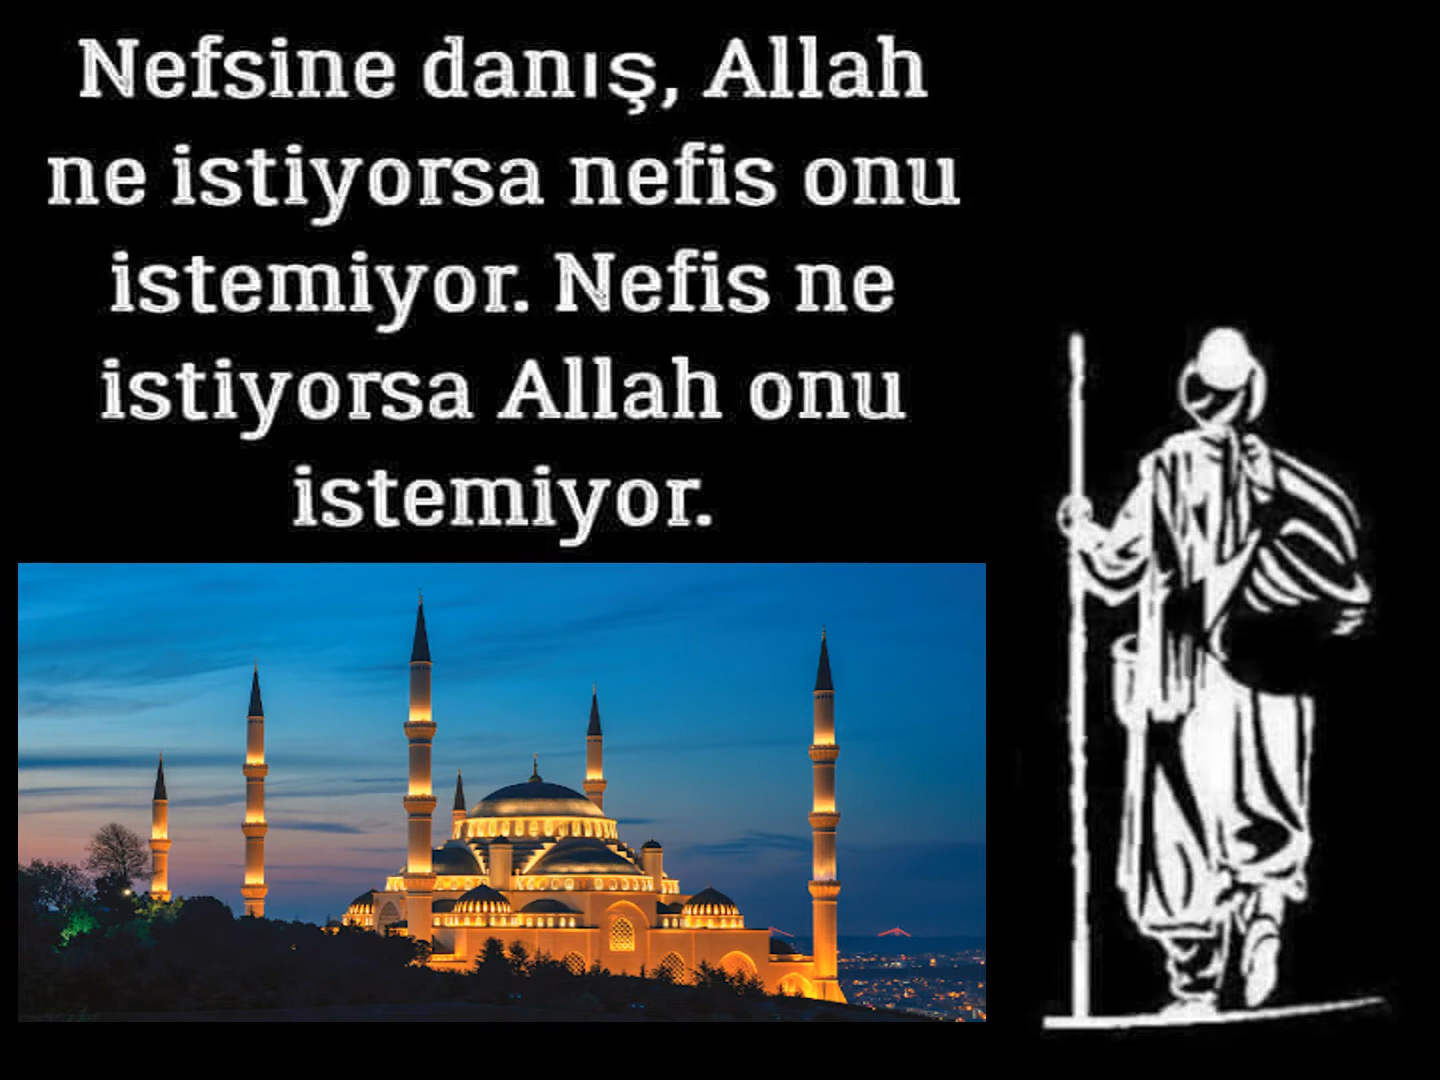 Nefsine danış, Allah
ne istiyorsa nefis onu
istemiyor. Nefis ne
istiyorsa Allah onu
istemiyor.